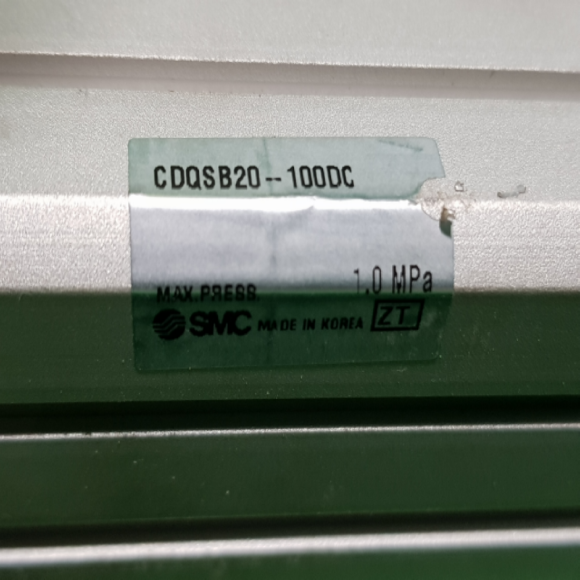 CDQSB20-100DC
MAX.PRESS. 1.0 MPa
SMC MADE IN KOREA ZT